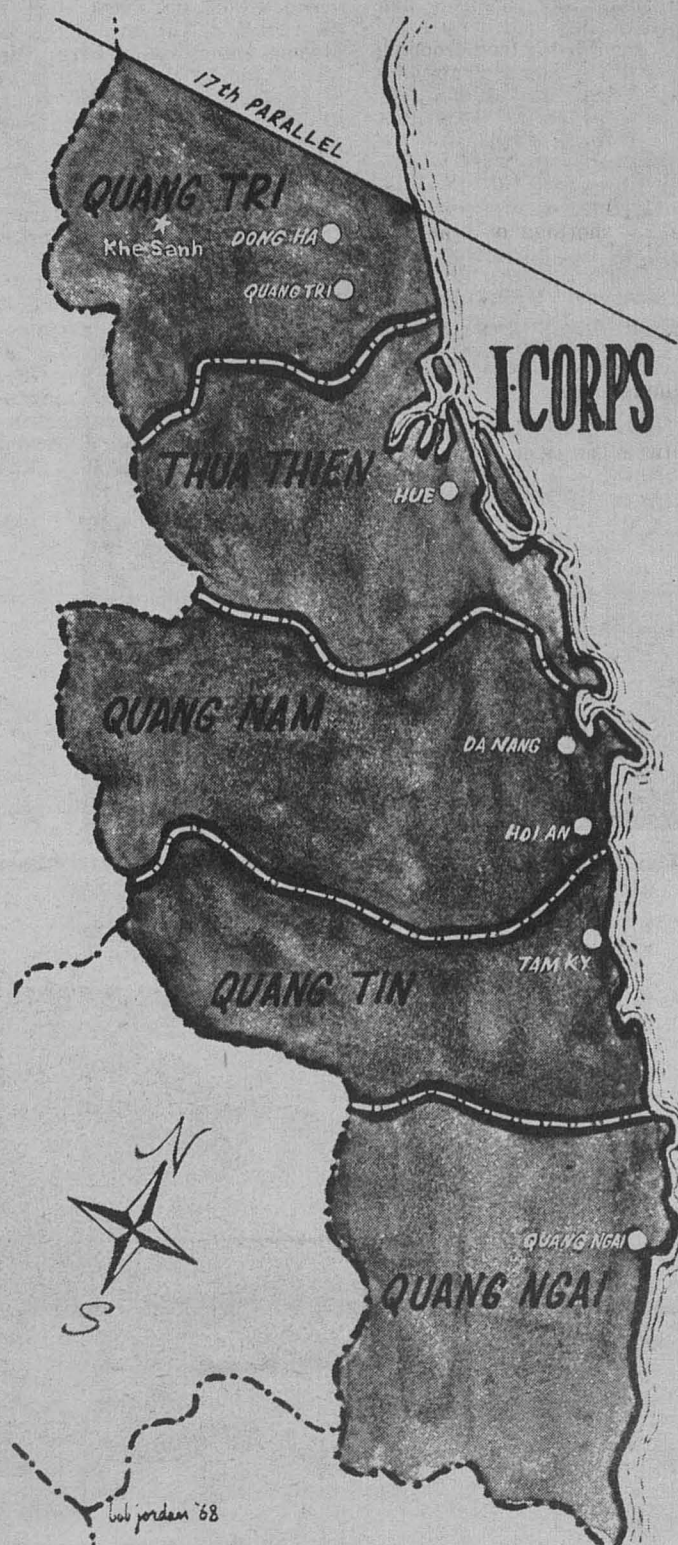 17th PARALLEL
QUANG TRI
Khe Sanh
DONG HA
QUANG TRI
I CORPS
THUA THIEN
HUE
QUANG NAM
DA NANG
HOI AN
QUANG TIN
TAM KY
N
S
QUANG NGAI
QUANG NGAI
bob jordan '68